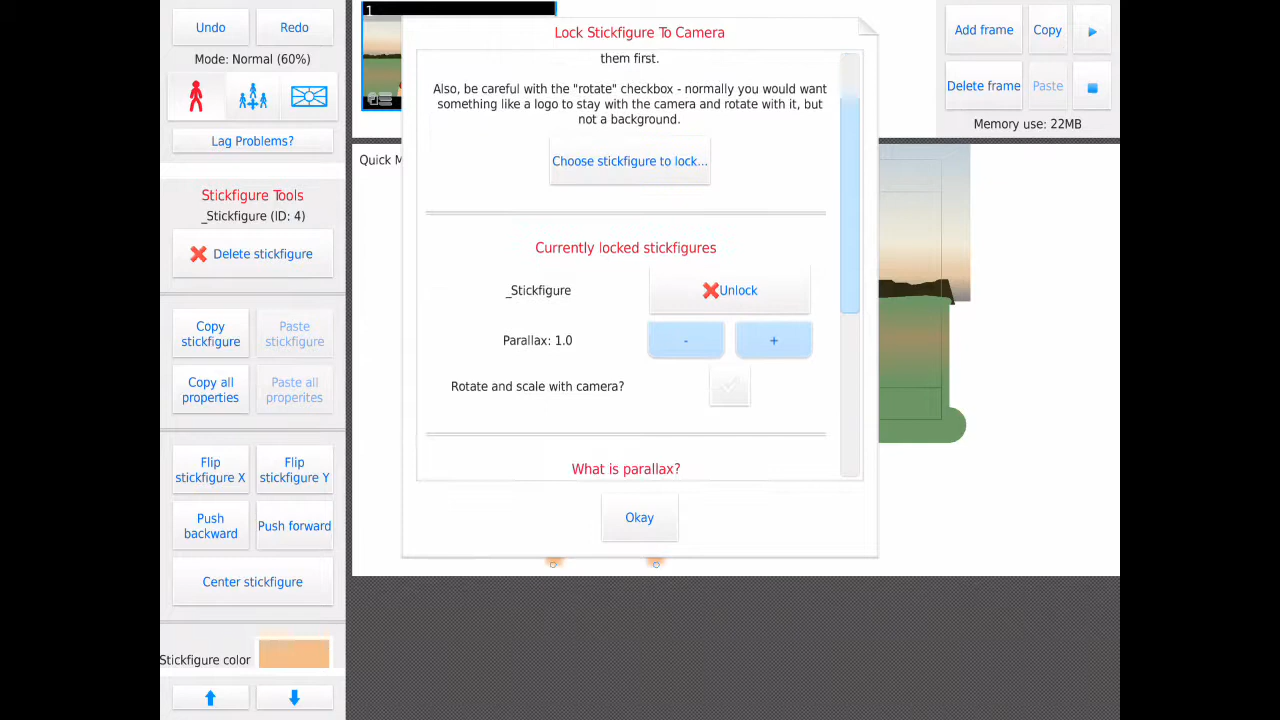 Undo
Redo
Mode: Normal (60%)
Lag Problems?
Stickfigure Tools
_Stickfigure (ID: 4)
Delete stickfigure
Copy
stickfigure
Paste
stickfigure
Copy all
properties
Paste all
properites
Flip
stickfigure X
Flip
stickfigure Y
Push
backward
Push forward
Center stickfigure
Stickfigure color
1
Quick M
Lock Stickfigure To Camera
them first.
Also, be careful with the "rotate" checkbox - normally you would want
something like a logo to stay with the camera and rotate with it, but
not a background.
Choose stickfigure to lock...
Currently locked stickfigures
_Stickfigure
Unlock
Parallax: 1.0
-
+
Rotate and scale with camera?
What is parallax?
Okay
Add frame
Copy
Delete frame
Paste
Memory use: 22MB